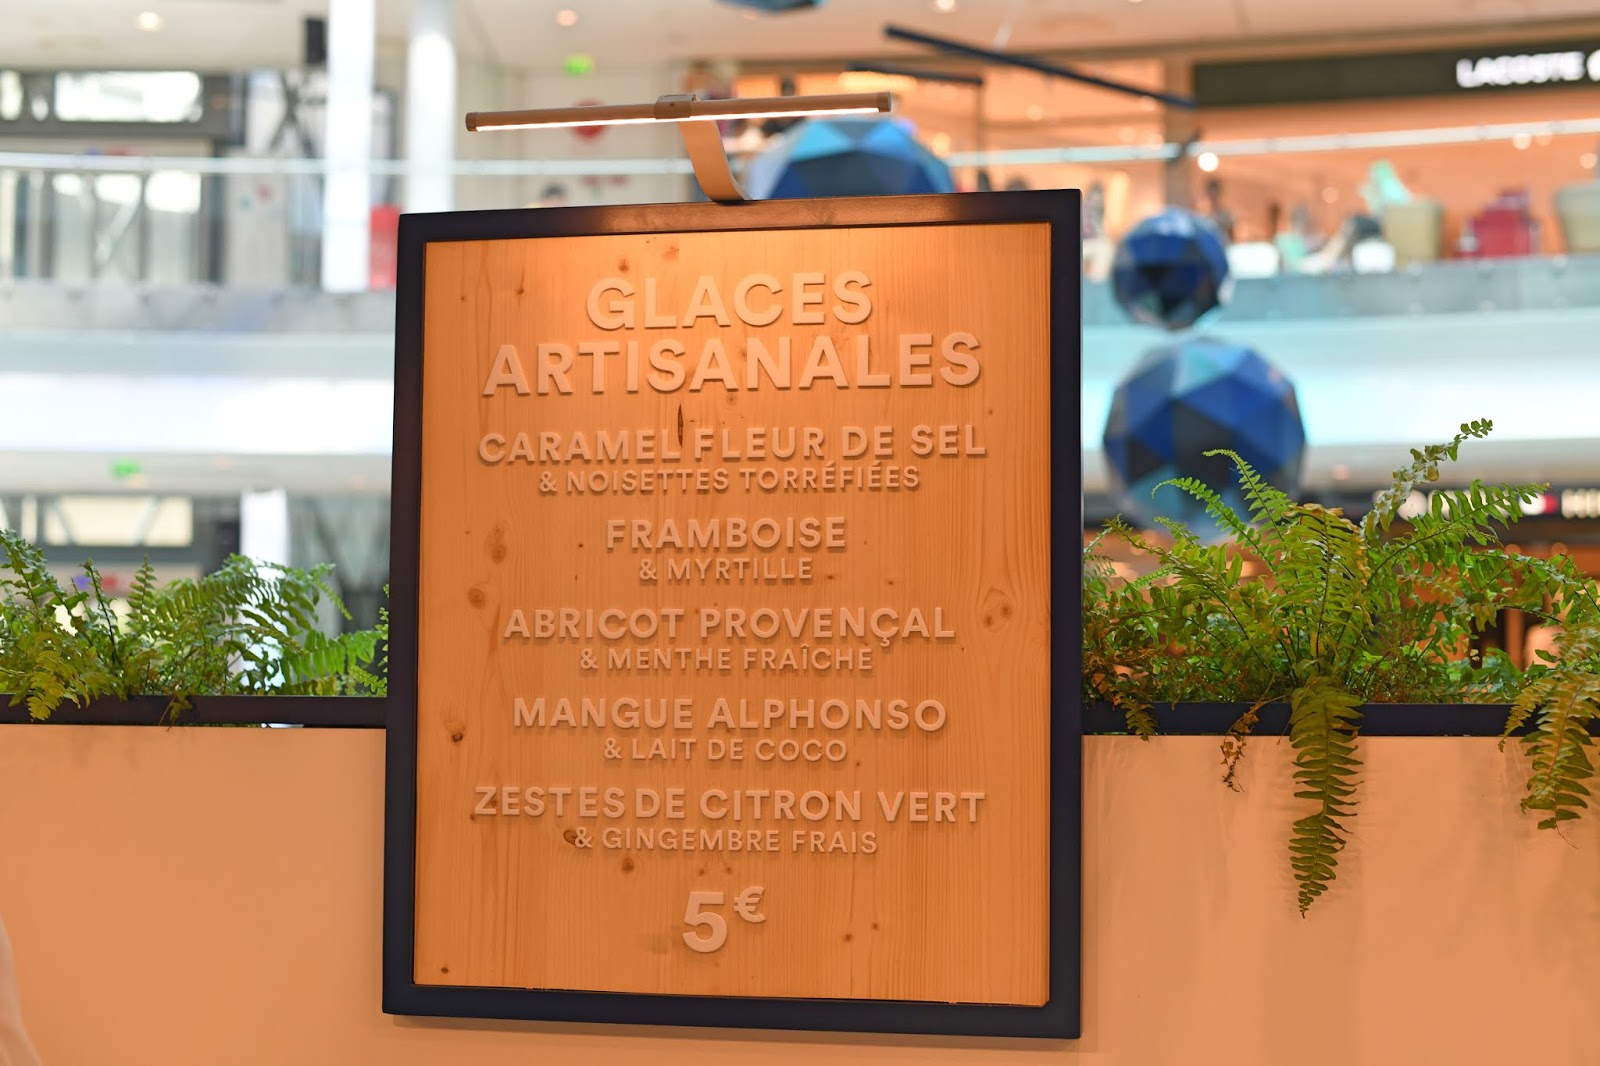 LACOSTE
GLACES
ARTISANALES
CARAMEL FLEUR DE SEL
& NOISETTES TORRÉFIÉES
FRAMBOISE
& MYRTILLE
ABRICOT PROVENÇAL
& MENTHE FRAÎCHE
MANGUE ALPHONSO
& LAIT DE COCO
ZESTES DE CITRON VERT
& GINGEMBRE FRAIS
5€